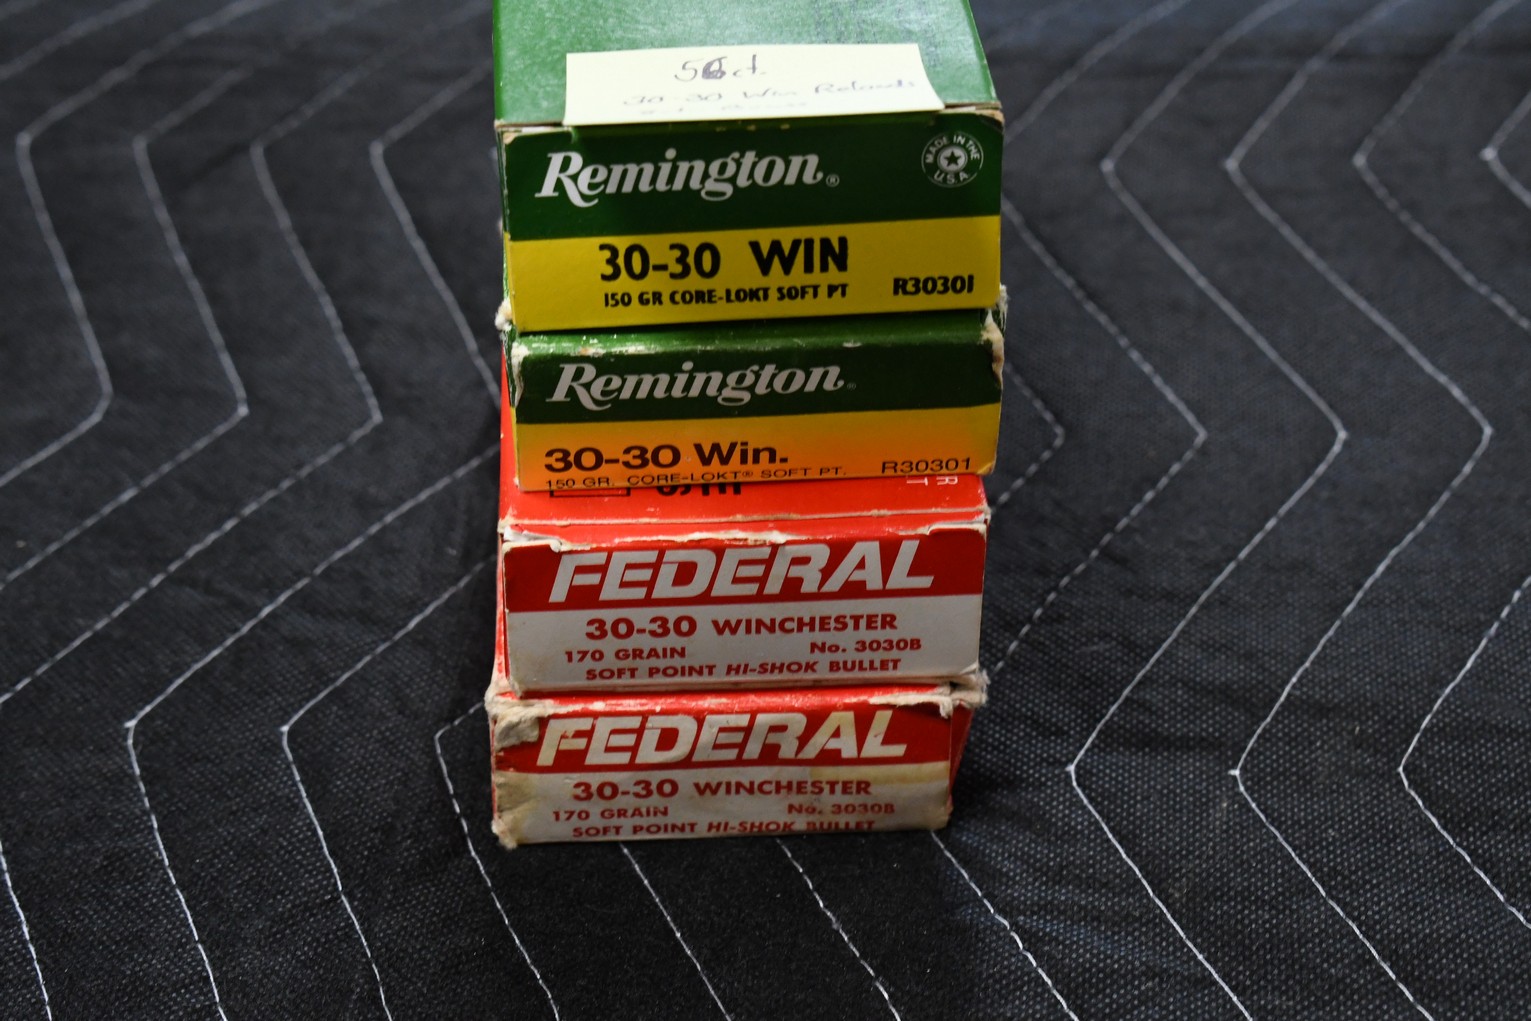 ct.
30-30 Win Reloads
Remington®
MADE IN THE U.S.A.
30-30 WIN
150 GR CORE-LOKT SOFT PT R30301
Remington®
30-30 Win.
150 GR. CORE-LOKT® SOFT PT. R30301
FEDERAL
30-30 WINCHESTER
170 GRAIN No. 3030B
SOFT POINT HI-SHOK BULLET
FEDERAL
30-30 WINCHESTER
170 GRAIN No. 3030B
SOFT POINT HI-SHOK BULLET